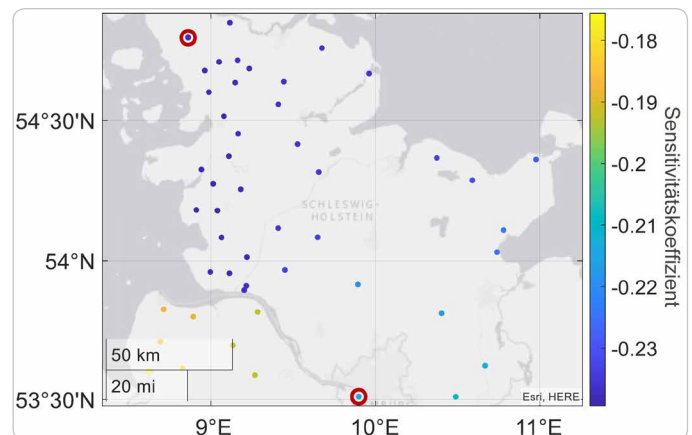 54°30'N
54°N
53°30'N
SCHLESWIG-
HOLSTEIN
50 km
20 mi
Esri, HERE
9°E
10°E
11°E
-0.18
-0.19
-0.2
-0.21
-0.22
-0.23
Sensitivitätskoeffizient